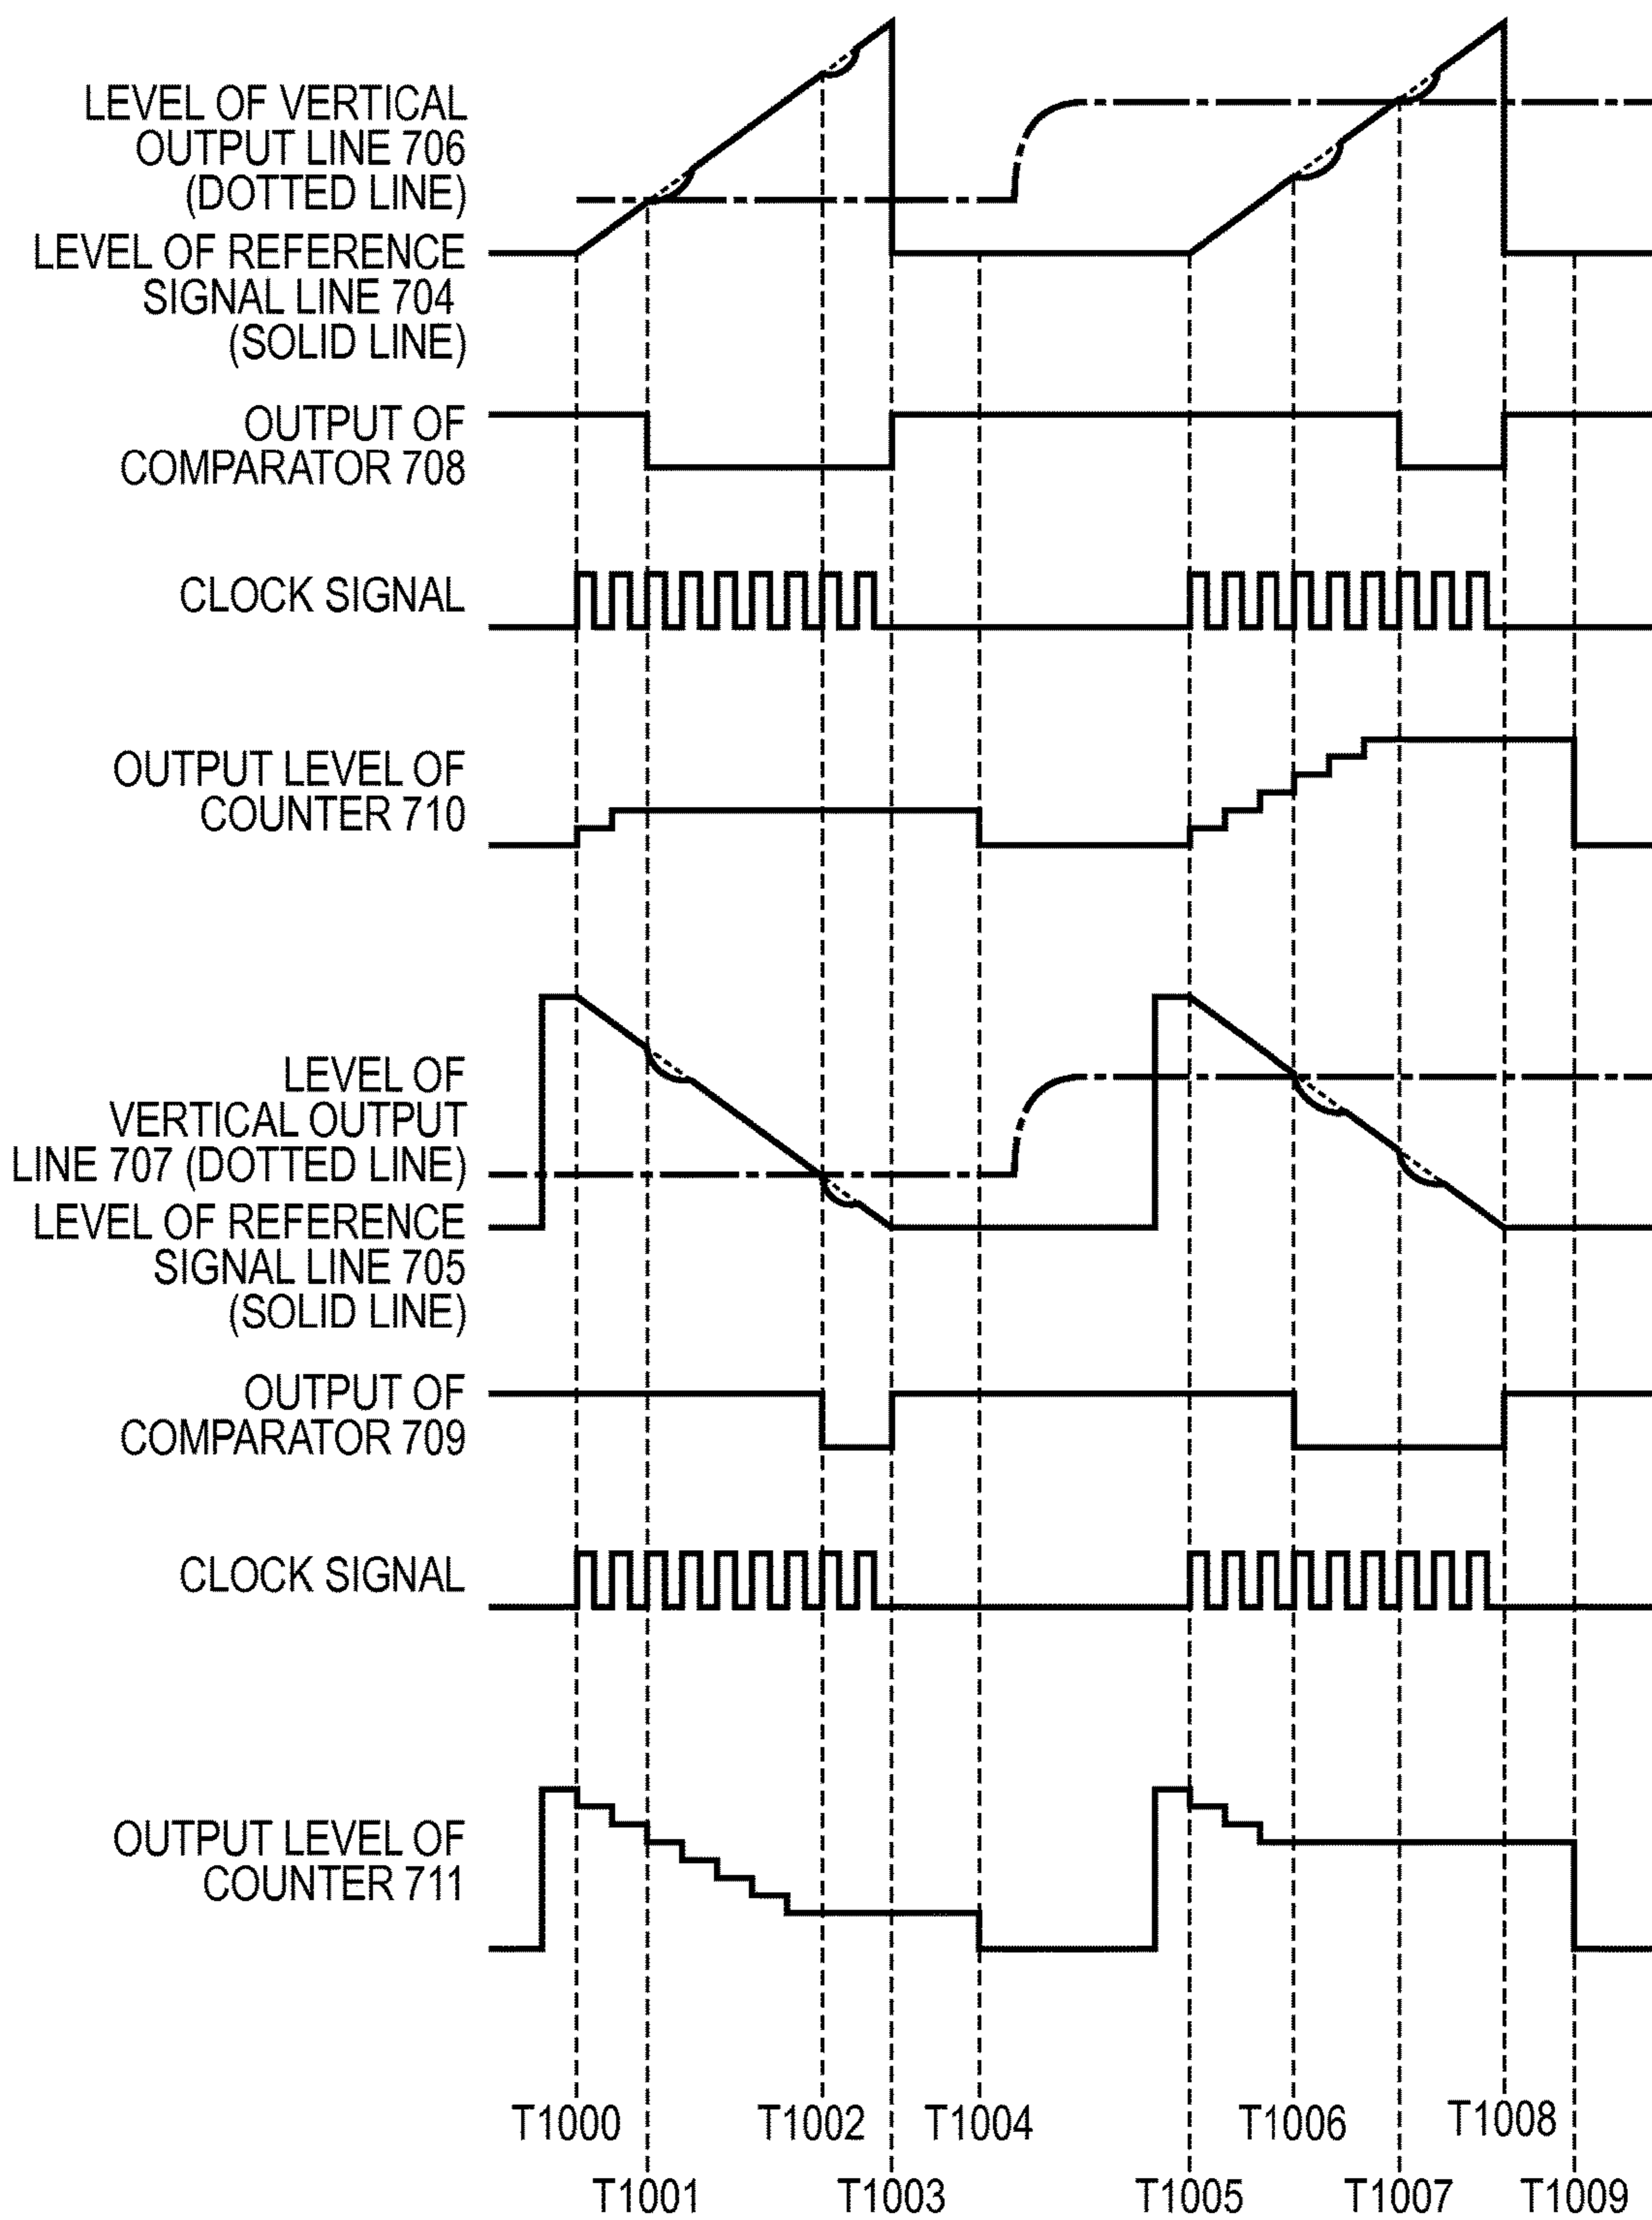 LEVEL OF VERTICAL
OUTPUT LINE 706
(DOTTED LINE)
LEVEL OF REFERENCE
SIGNAL LINE 704
(SOLID LINE)
OUTPUT OF
COMPARATOR 708
CLOCK SIGNAL
OUTPUT LEVEL OF
COUNTER 710
LEVEL OF
VERTICAL OUTPUT
LINE 707 (DOTTED LINE)
LEVEL OF REFERENCE
SIGNAL LINE 705
(SOLID LINE)
OUTPUT OF
COMPARATOR 709
CLOCK SIGNAL
OUTPUT LEVEL OF
COUNTER 711
T1000 T1002 T1004 T1006 T1008
T1001 T1003 T1005 T1007 T1009